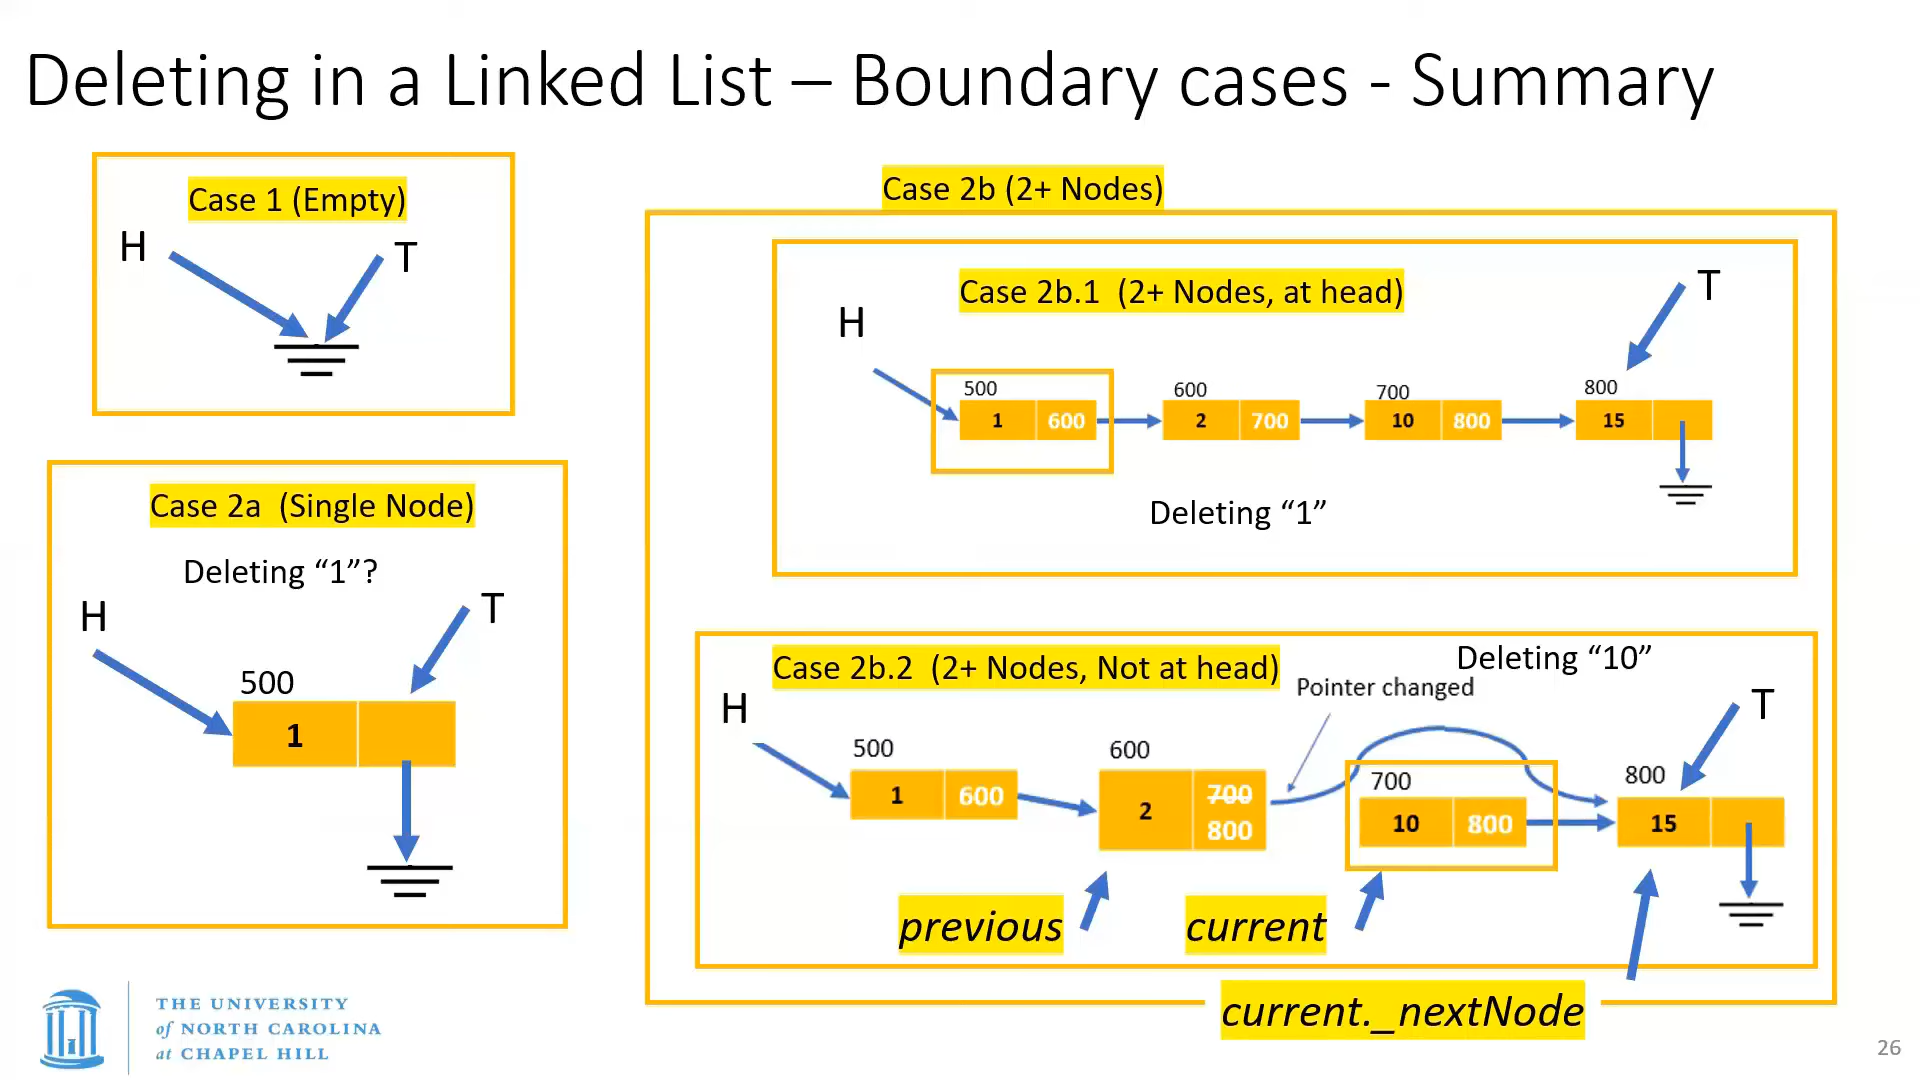 Deleting in a Linked List – Boundary cases - Summary
Case 1 (Empty)
H
T
Case 2a (Single Node)
Deleting “1”?
H
T
500
1
Case 2b (2+ Nodes)
Case 2b.1 (2+ Nodes, at head)
H
T
500
600
700
800
1 600
2 700
10 800
15
Deleting “1”
Case 2b.2 (2+ Nodes, Not at head)
Deleting “10”
Pointer changed
H
T
500
600
700
800
1 600
2 700
800
10 800
15
previous
current
current._nextNode
THE UNIVERSITY
of NORTH CAROLINA
at CHAPEL HILL
26